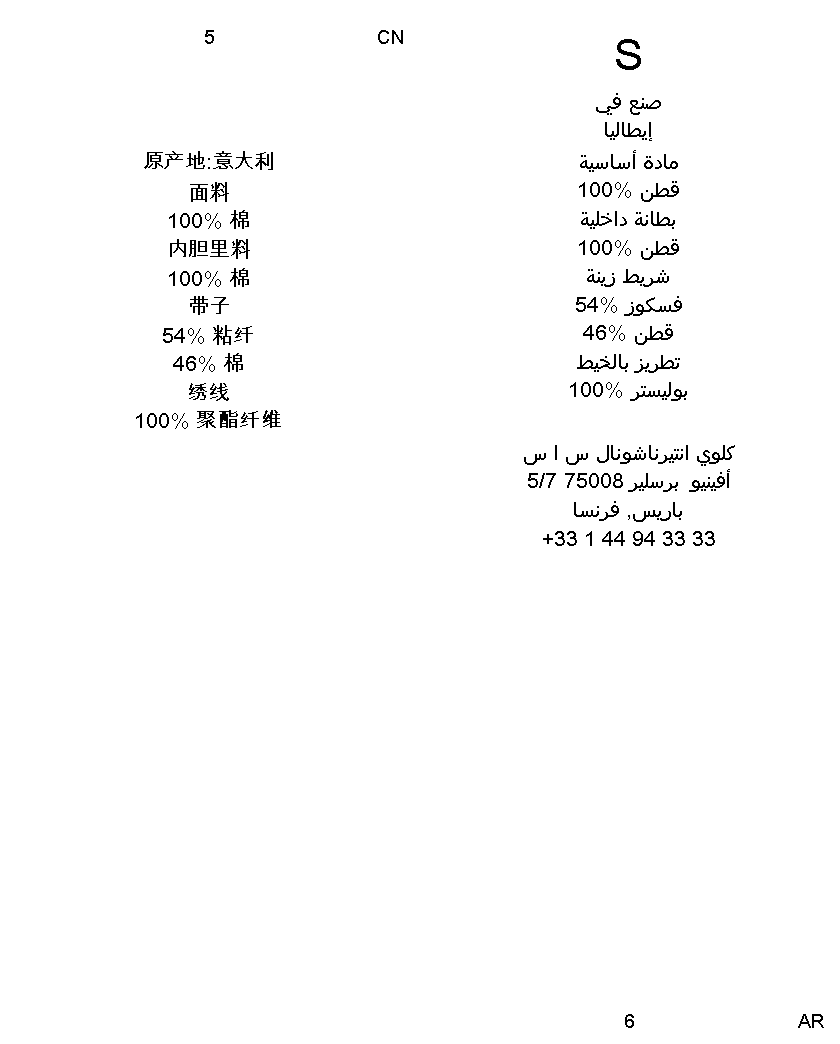 5
CN
原产地:意大利
面料
100% 棉
内胆里料
100% 棉
带子
54% 粘纤
46% 棉
绣线
100% 聚酯纤维
S
صنع في
إيطاليا
مادة أساسية
قطن %100
بطانة داخلية
قطن %100
شريط زينة
فسكوز %54
قطن %46
تطريز بالخيط
بوليستر %100
كلوي انتيرناشونال س ا س
أفينيو برسلير 75008 5/7
باريس, فرنسا
+33 1 44 94 33 33
6
AR